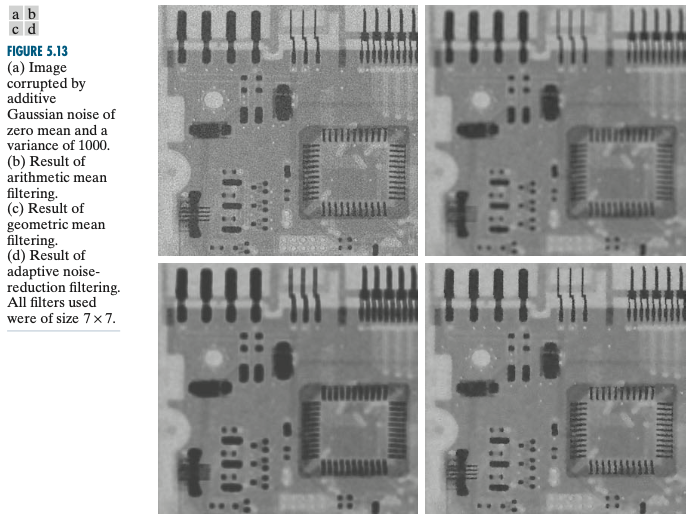 a b
c d
FIGURE 5.13
(a) Image
corrupted by
additive
Gaussian noise of
zero mean and a
variance of 1000.
(b) Result of
arithmetic mean
filtering.
(c) Result of
geometric mean
filtering.
(d) Result of
adaptive noise-
reduction filtering.
All filters used
were of size 7 × 7.